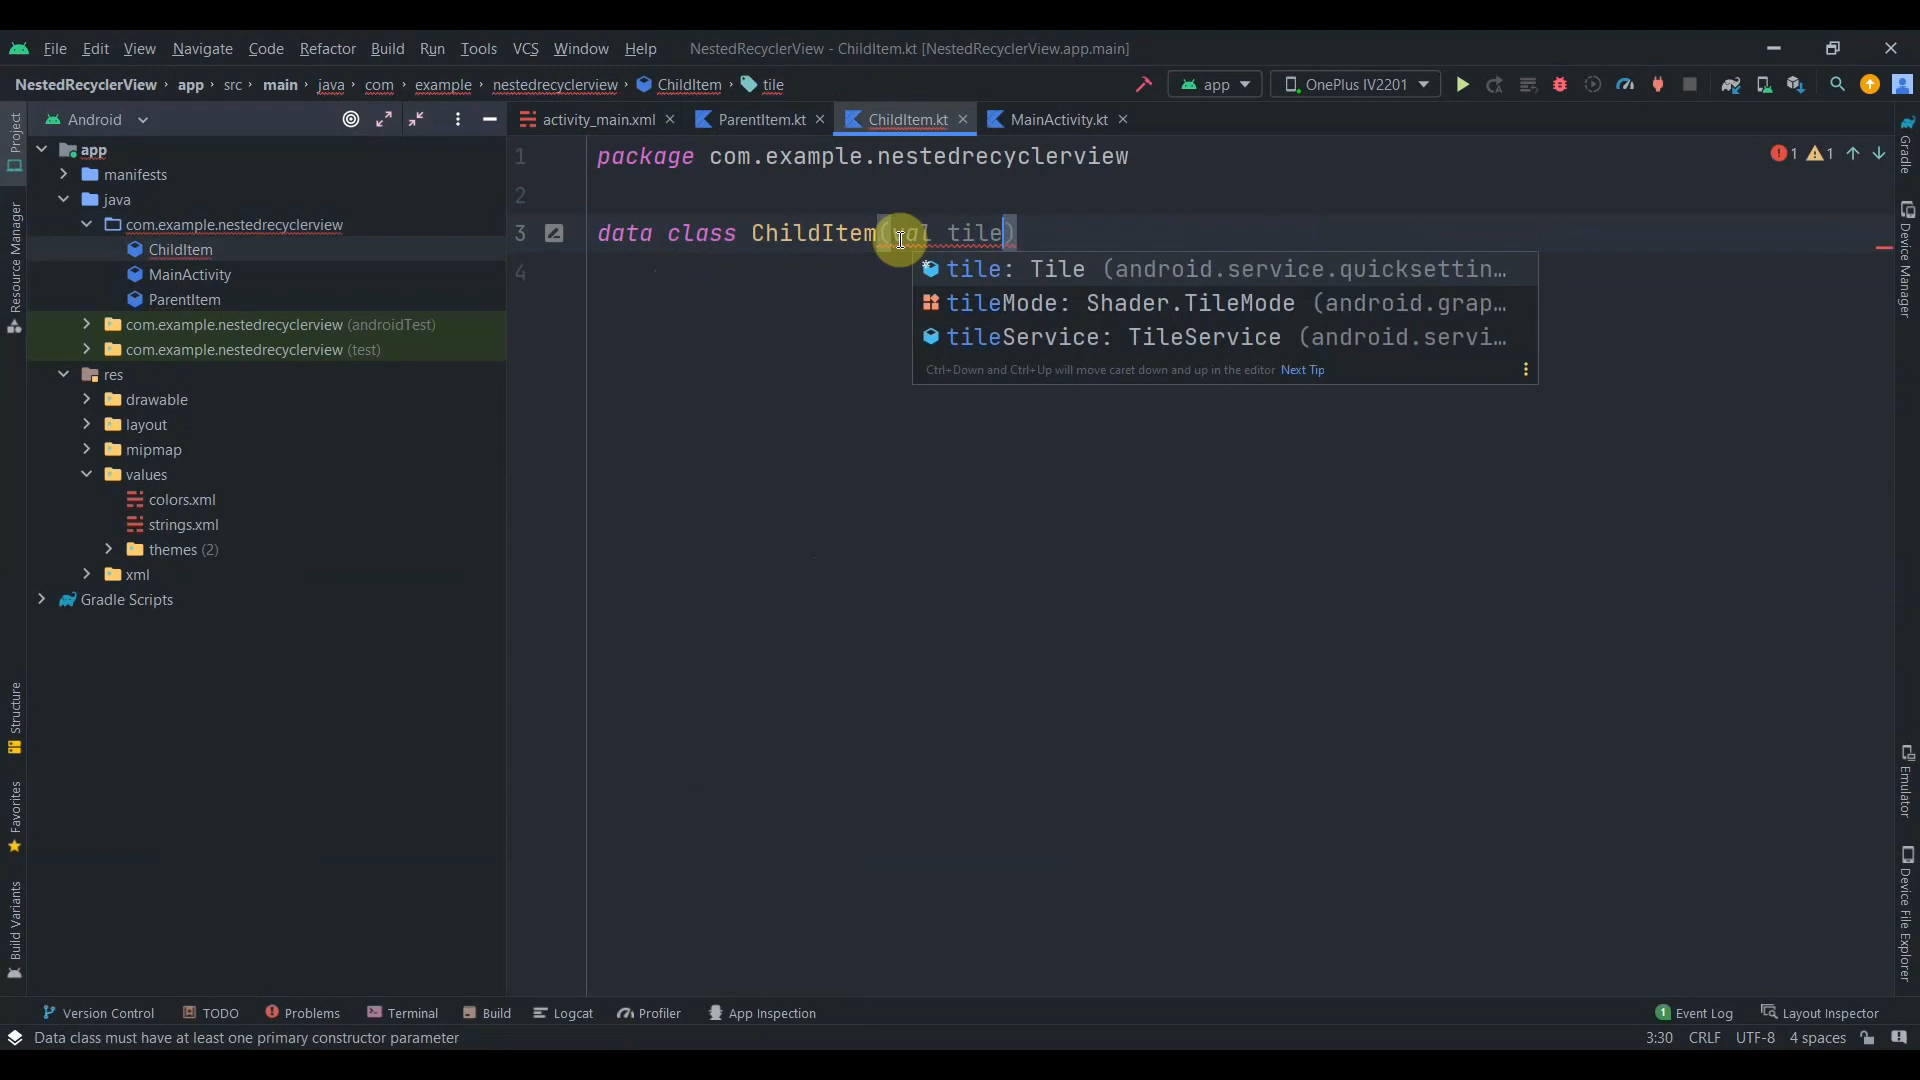 File Edit View Navigate Code Refactor Build Run Tools VCS Window Help NestedRecyclerView - ChildItem.kt [NestedRecyclerView.app.main]
NestedRecyclerView app src main java com example nestedrecyclerview ChildItem tile app OnePlus IV2201
Android
activity_main.xml ParentItem.kt ChildItem.kt MainActivity.kt
app
manifests
java
com.example.nestedrecyclerview
ChildItem
MainActivity
ParentItem
com.example.nestedrecyclerview (androidTest)
com.example.nestedrecyclerview (test)
res
drawable
layout
mipmap
values
colors.xml
strings.xml
themes (2)
xml
Gradle Scripts
1 package com.example.nestedrecyclerview
2
3 data class ChildItem(val tile)
4
1 1
tile: Tile (android.service.quicksettin…
tileMode: Shader.TileMode (android.grap…
tileService: TileService (android.servi…
Ctrl+Down and Ctrl+Up will move caret down and up in the editor Next Tip
Project
Resource Manager
Structure
Favorites
Build Variants
Gradle
Device Manager
Emulator
Device File Explorer
Version Control TODO Problems Terminal Build Logcat Profiler App Inspection 1 Event Log Layout Inspector
Data class must have at least one primary constructor parameter 3:30 CRLF UTF-8 4 spaces